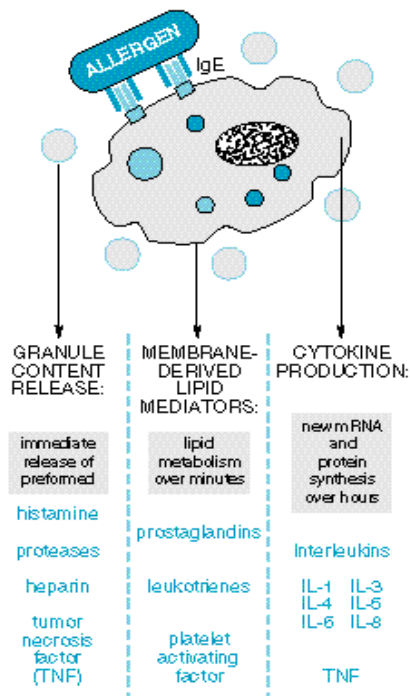 ALLERGEN
IgE
GRANULE
CONTENT
RELEASE:
immediate
release of
preformed
histamine
proteases
heparin
tumor
necrosis
factor
(TNF)
MEMBRANE-
DERIVED
LIPID
MEDIATORS:
lipid
metabolism
over minutes
prostaglandins
leukotrienes
platelet
activating
factor
CYTOKINE
PRODUCTION:
new mRNA
and
protein
synthesis
over hours
Interleukins
IL-1 IL-3
IL-4 IL-5
IL-6 IL-8
TNF